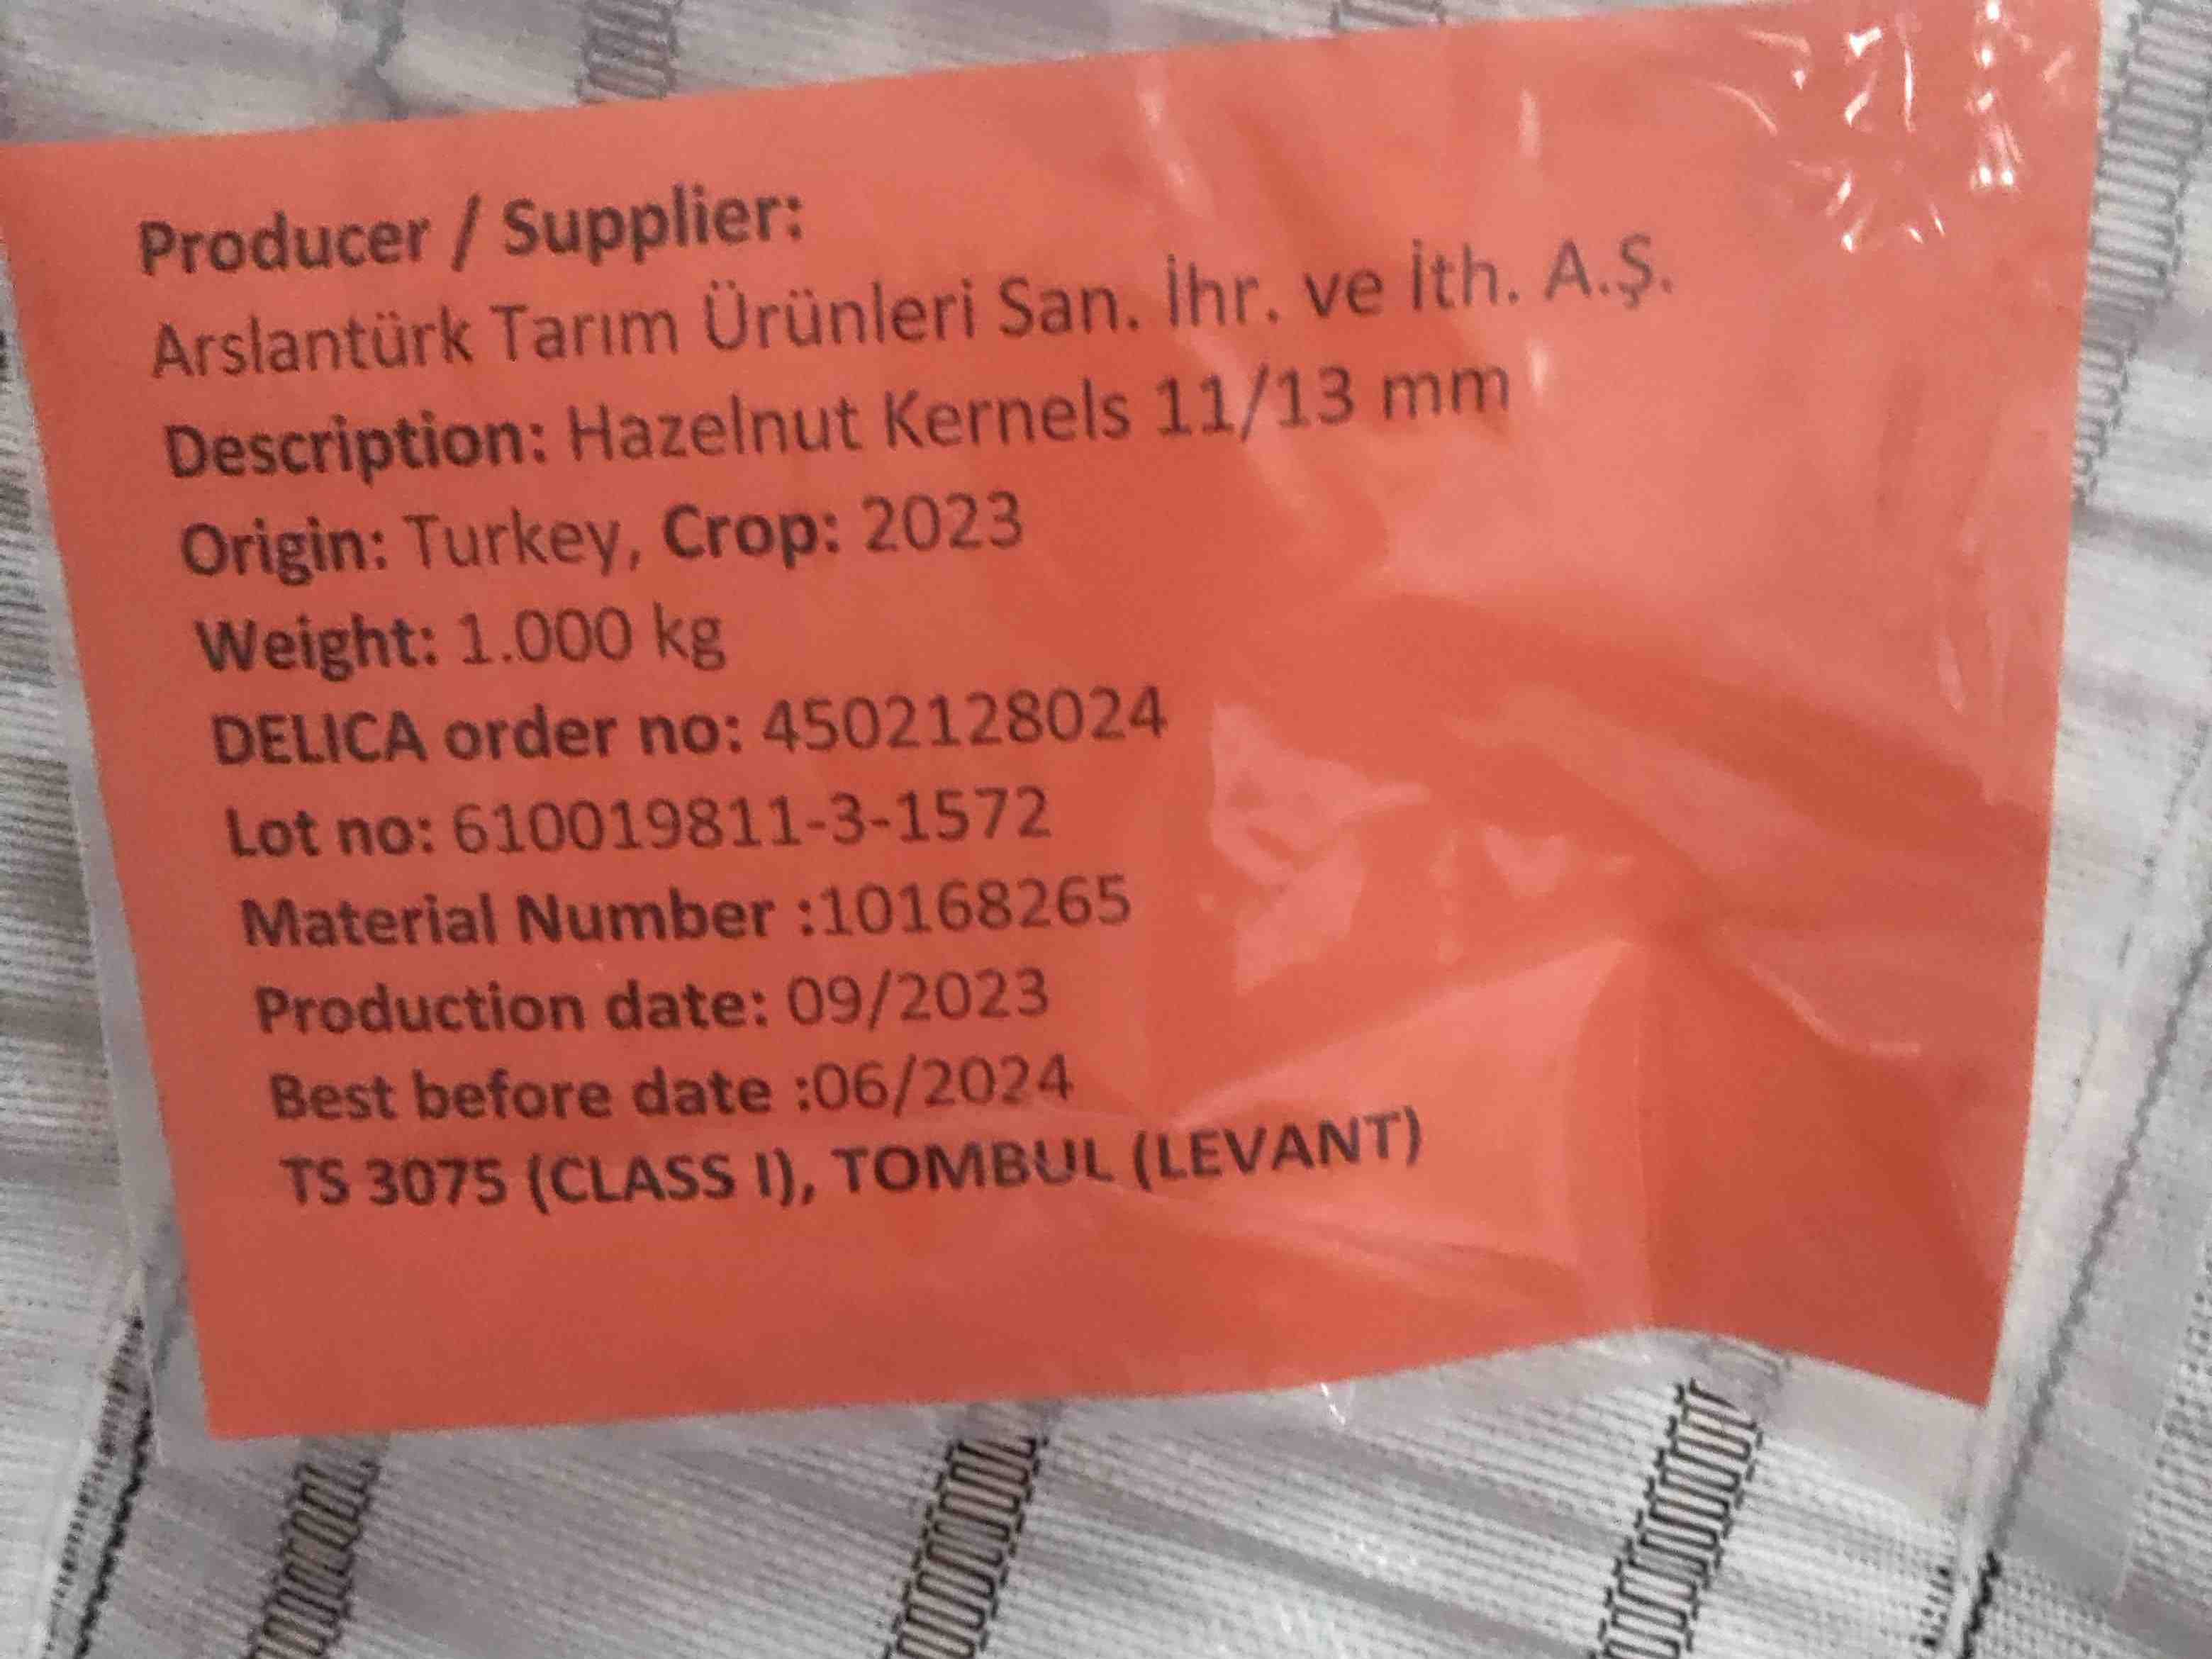 Producer / Supplier:
Arslantürk Tarım Ürünleri San. İhr. ve İth. A.Ş.
Description: Hazelnut Kernels 11/13 mm
Origin: Turkey, Crop: 2023
Weight: 1.000 kg
DELICA order no: 4502128024
Lot no: 610019811-3-1572
Material Number :10168265
Production date: 09/2023
Best before date :06/2024
TS 3075 (CLASS I), TOMBUL (LEVANT)